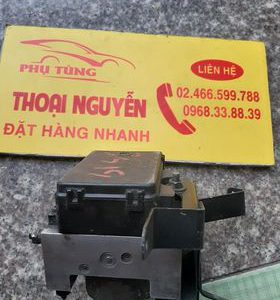 PHỤ TÙNG
LIÊN HỆ
THOẠI NGUYỄN
02.466.599.788
0968.33.88.39
ĐẶT HÀNG NHANH